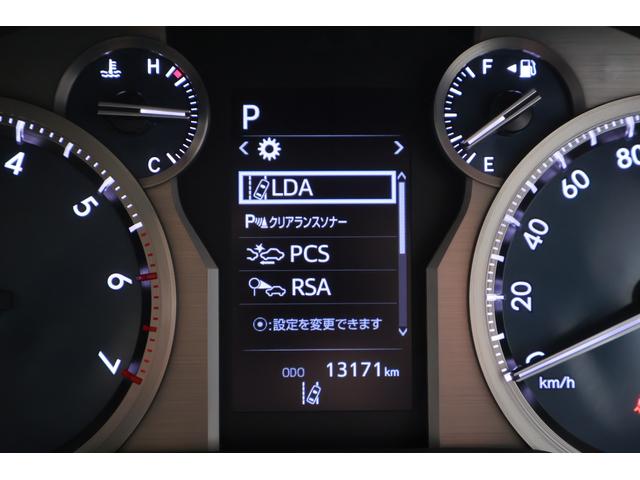 H
C
F
E
4
5
6
7
P
LDA
P クリアランスソナー
PCS
RSA
:設定を変更できます
ODO 13171 km
0
20
40
60
80
km/h